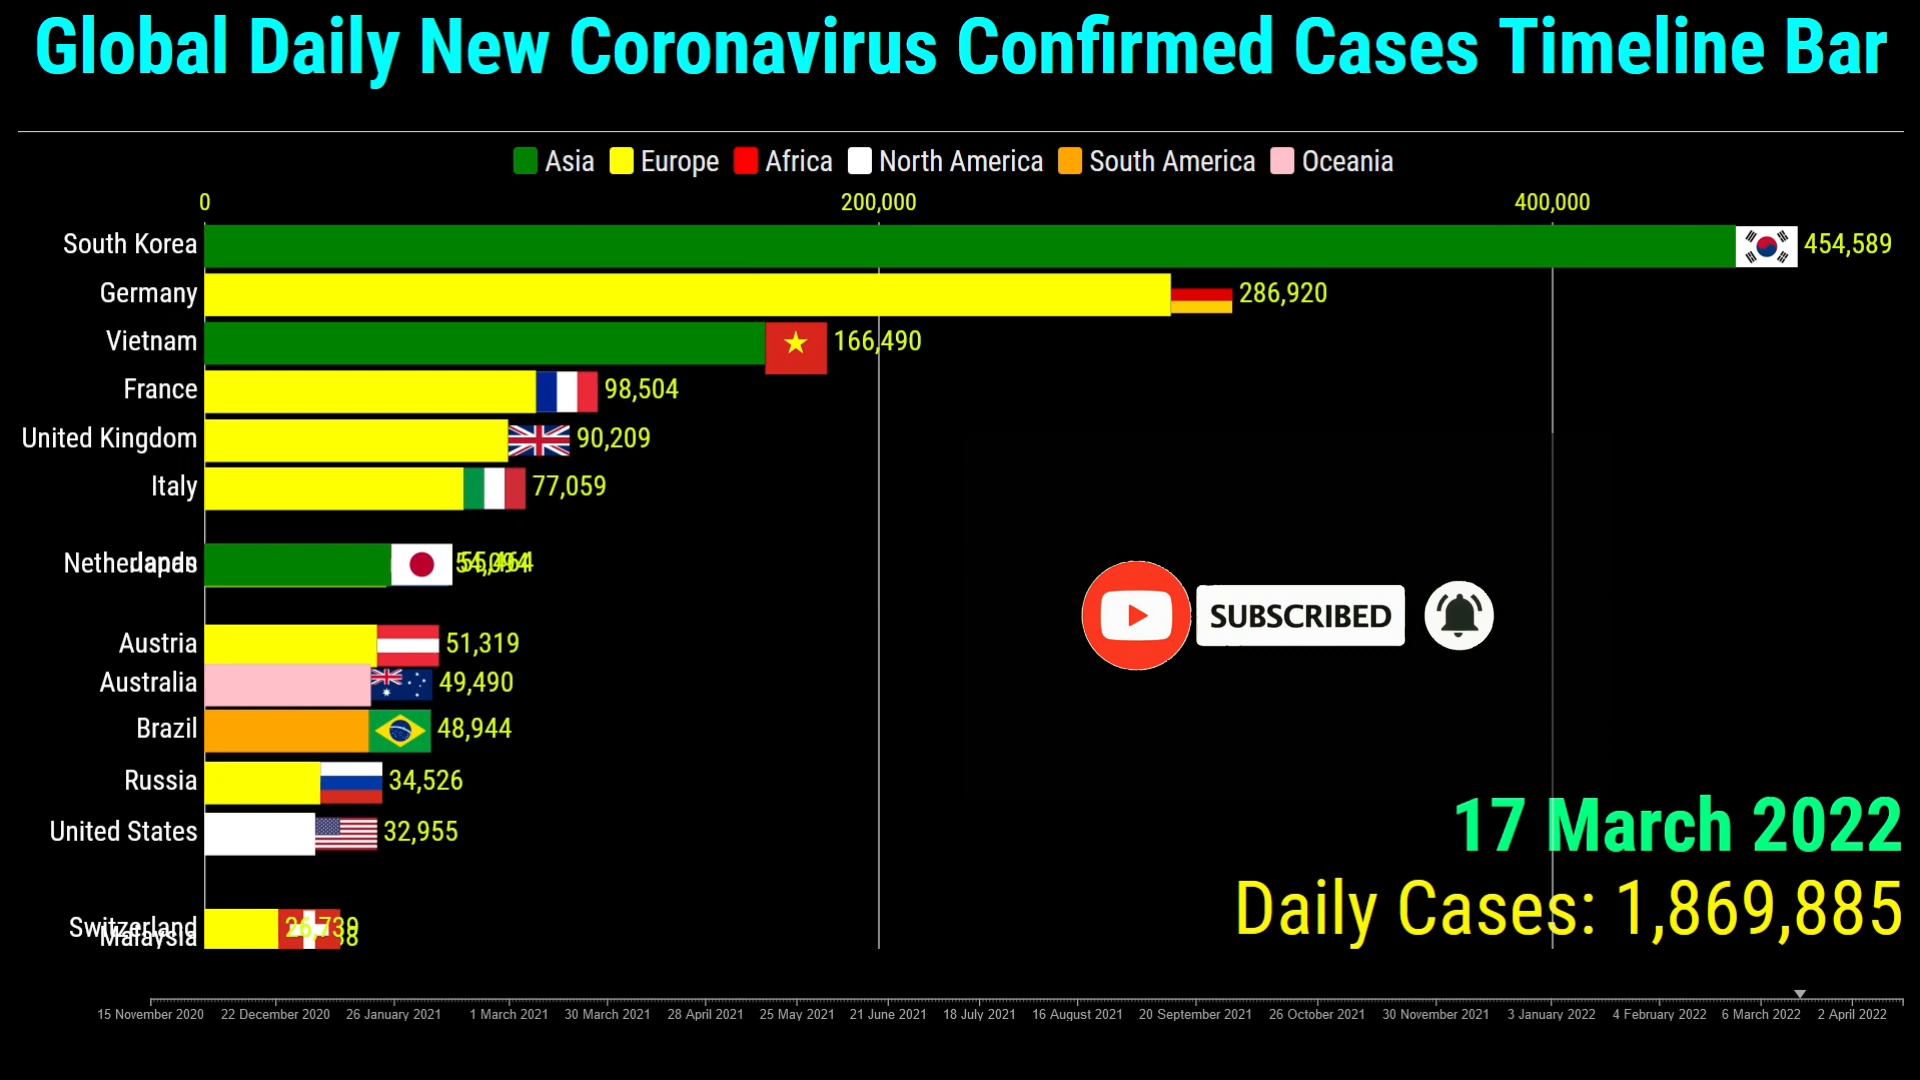 Global Daily New Coronavirus Confirmed Cases Timeline Bar
Asia Europe Africa North America South America Oceania
0 200,000 400,000
South Korea 454,589
Germany 286,920
Vietnam 166,490
France 98,504
United Kingdom 90,209
Italy 77,059
Netherlands
Japan
Austria 51,319
Australia 49,490
SUBSCRIBED
Brazil 48,944
Russia 34,526
United States 32,955
17 March 2022
Daily Cases: 1,869,885
Switzerland 26,739
Malaysia
15 November 2020 22 December 2020 26 January 2021 1 March 2021 30 March 2021 28 April 2021 25 May 2021 21 June 2021 18 July 2021 16 August 2021 20 September 2021 26 October 2021 30 November 2021 3 January 2022 4 February 2022 6 March 2022 2 April 2022